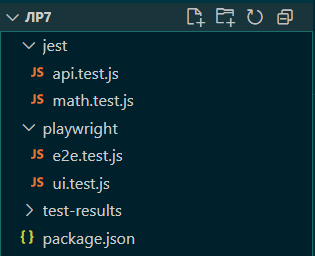 ЛР7
jest
JS api.test.js
JS math.test.js
playwright
JS e2e.test.js
JS ui.test.js
test-results
{} package.json